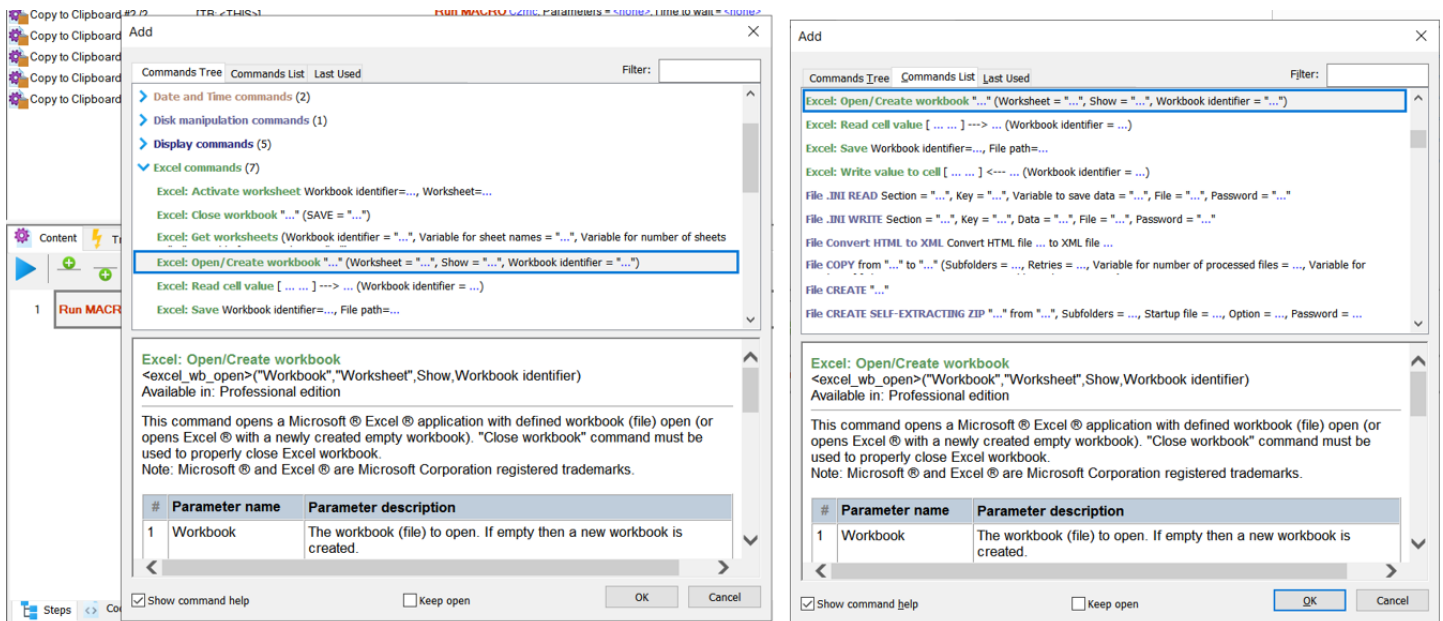 Copy to Clipboard #2 /2 [TB: <THIS>] Run MACRO C2mc, Parameters = <none>, Time to wait = <none>
Copy to Clipboard
Copy to Clipboard
Copy to Clipboard
Copy to Clipboard
Content
1 Run MACR
Steps
Add
Commands Tree Commands List Last Used Filter:
Date and Time commands (2)
Disk manipulation commands (1)
Display commands (5)
Excel commands (7)
Excel: Activate worksheet Workbook identifier=..., Worksheet=...
Excel: Close workbook "..." (SAVE = "...")
Excel: Get worksheets (Workbook identifier = "...", Variable for sheet names = "...", Variable for number of sheets
Excel: Open/Create workbook "..." (Worksheet = "...", Show = "...", Workbook identifier = "...")
Excel: Read cell value [ ... ... ] ---> ... (Workbook identifier = ...)
Excel: Save Workbook identifier=..., File path=...
Excel: Open/Create workbook
<excel_wb_open>("Workbook","Worksheet",Show,Workbook identifier)
Available in: Professional edition
This command opens a Microsoft ® Excel ® application with defined workbook (file) open (or
opens Excel ® with a newly created empty workbook). "Close workbook" command must be
used to properly close Excel workbook.
Note: Microsoft ® and Excel ® are Microsoft Corporation registered trademarks.
# Parameter name Parameter description
1 Workbook The workbook (file) to open. If empty then a new workbook is
created.
Show command help Keep open OK Cancel
Add
Commands Tree Commands List Last Used Filter:
Excel: Open/Create workbook "..." (Worksheet = "...", Show = "...", Workbook identifier = "...")
Excel: Read cell value [ ... ... ] ---> ... (Workbook identifier = ...)
Excel: Save Workbook identifier=..., File path=...
Excel: Write value to cell [ ... ... ] <--- ... (Workbook identifier = ...)
File .INI READ Section = "...", Key = "...", Variable to save data = "...", File = "...", Password = "..."
File .INI WRITE Section = "...", Key = "...", Data = "...", File = "...", Password = "..."
File Convert HTML to XML Convert HTML file ... to XML file ...
File COPY from "..." to "..." (Subfolders = ..., Retries = ..., Variable for number of processed files = ..., Variable for
File CREATE "..."
File CREATE SELF-EXTRACTING ZIP "..." from "...", Subfolders = ..., Startup file = ..., Option = ..., Password = ...
Excel: Open/Create workbook
<excel_wb_open>("Workbook","Worksheet",Show,Workbook identifier)
Available in: Professional edition
This command opens a Microsoft ® Excel ® application with defined workbook (file) open (or
opens Excel ® with a newly created empty workbook). "Close workbook" command must be
used to properly close Excel workbook.
Note: Microsoft ® and Excel ® are Microsoft Corporation registered trademarks.
# Parameter name Parameter description
1 Workbook The workbook (file) to open. If empty then a new workbook is
created.
Show command help Keep open OK Cancel